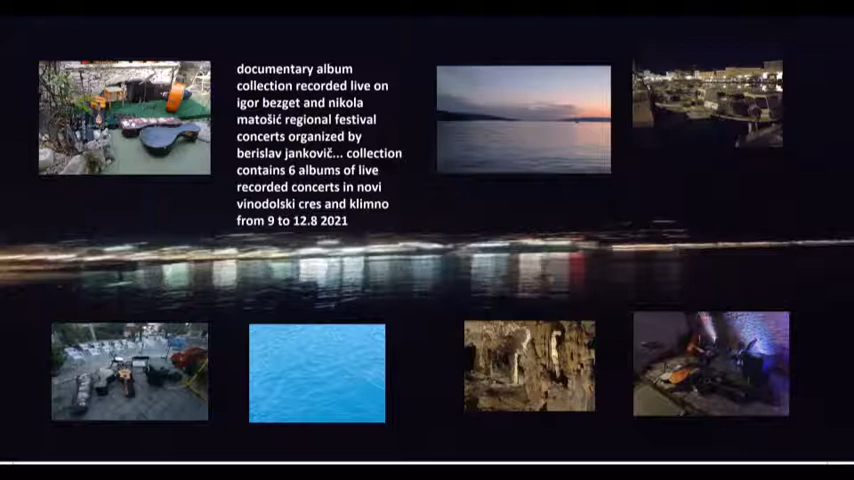 documentary album
collection recorded live on
igor bezget and nikola
matošić regional festival
concerts organized by
berislav jankovič... collection
contains 6 albums of live
recorded concerts in novi
vinodolski cres and klimno
from 9 to 12.8 2021